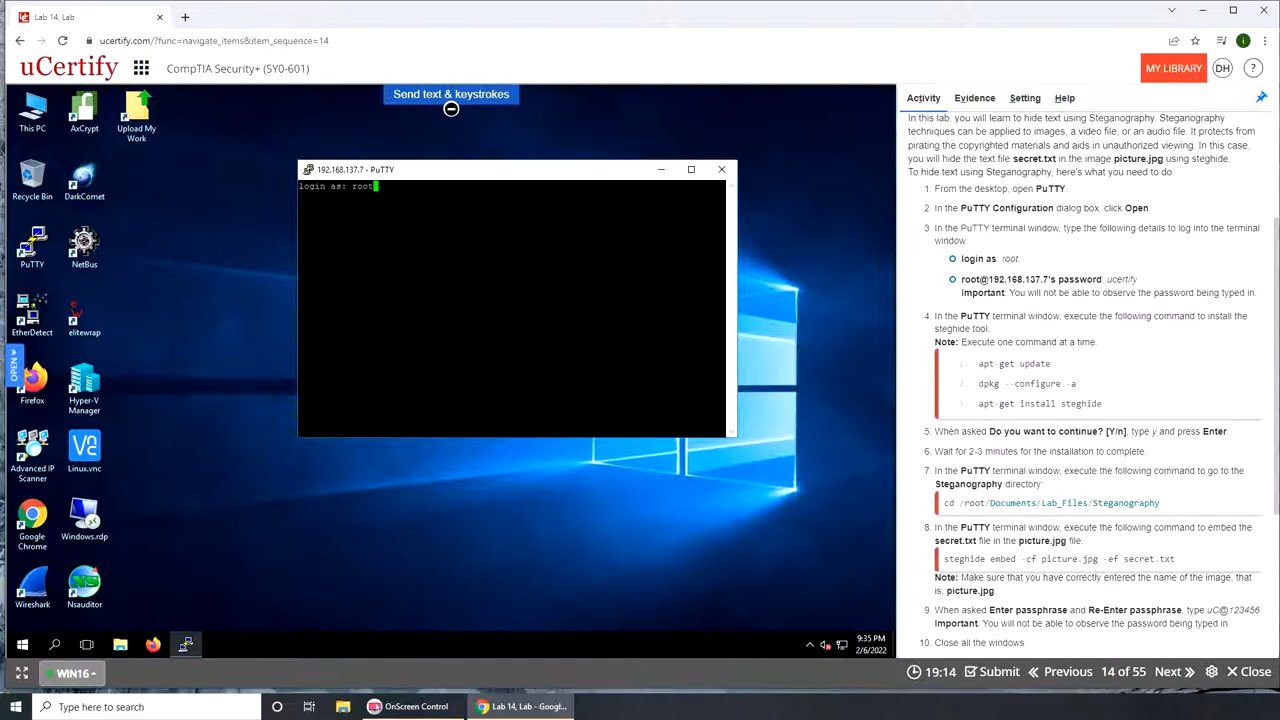 Lab 14, Lab
ucertify.com/?func=navigate_items&item_sequence=14
uCertify
CompTIA Security+ (SY0-601)
MY LIBRARY
DH
?
Send text & keystrokes
This PC
AxCrypt
Upload My
Work
Recycle Bin
DarkComet
PuTTY
NetBus
EtherDetect
elitewrap
OPEN
Firefox
Hyper-V
Manager
Advanced IP
Scanner
Linux.vnc
Google
Chrome
Windows.rdp
Wireshark
Nsauditor
192.168.137.7 - PuTTY
login as: root
9:35 PM
2/6/2022
Activity
Evidence
Setting
Help
In this lab, you will learn to hide text using Steganography. Steganography
techniques can be applied to images, a video file, or an audio file. It protects from
pirating the copyrighted materials and aids in unauthorized viewing. In this case,
you will hide the text file secret.txt in the image picture.jpg using steghide.
To hide text using Steganography, here's what you need to do
1. From the desktop, open PuTTY.
2. In the PuTTY Configuration dialog box, click Open.
3. In the PuTTY terminal window, type the following details to log into the terminal
window:
login as: root
root@192.168.137.7's password: ucertify
Important: You will not be able to observe the password being typed in.
4. In the PuTTY terminal window, execute the following command to install the
steghide tool.
Note: Execute one command at a time.
1. apt-get update
2. dpkg --configure -a
3. apt-get install steghide
5. When asked Do you want to continue? [Y/n], type y and press Enter.
6. Wait for 2-3 minutes for the installation to complete.
7. In the PuTTY terminal window, execute the following command to go to the
Steganography directory:
cd /root/Documents/Lab_Files/Steganography
8. In the PuTTY terminal window, execute the following command to embed the
secret.txt file in the picture.jpg file:
steghide embed -cf picture.jpg -ef secret.txt
Note: Make sure that you have correctly entered the name of the image, that
is, picture.jpg.
9. When asked Enter passphrase and Re-Enter passphrase, type uC@123456
Important: You will not be able to observe the password being typed in.
10. Close all the windows.
WIN16
19:14
Submit
Previous
14 of 55
Next
Close
Type here to search
OnScreen Control
Lab 14, Lab - Googl...